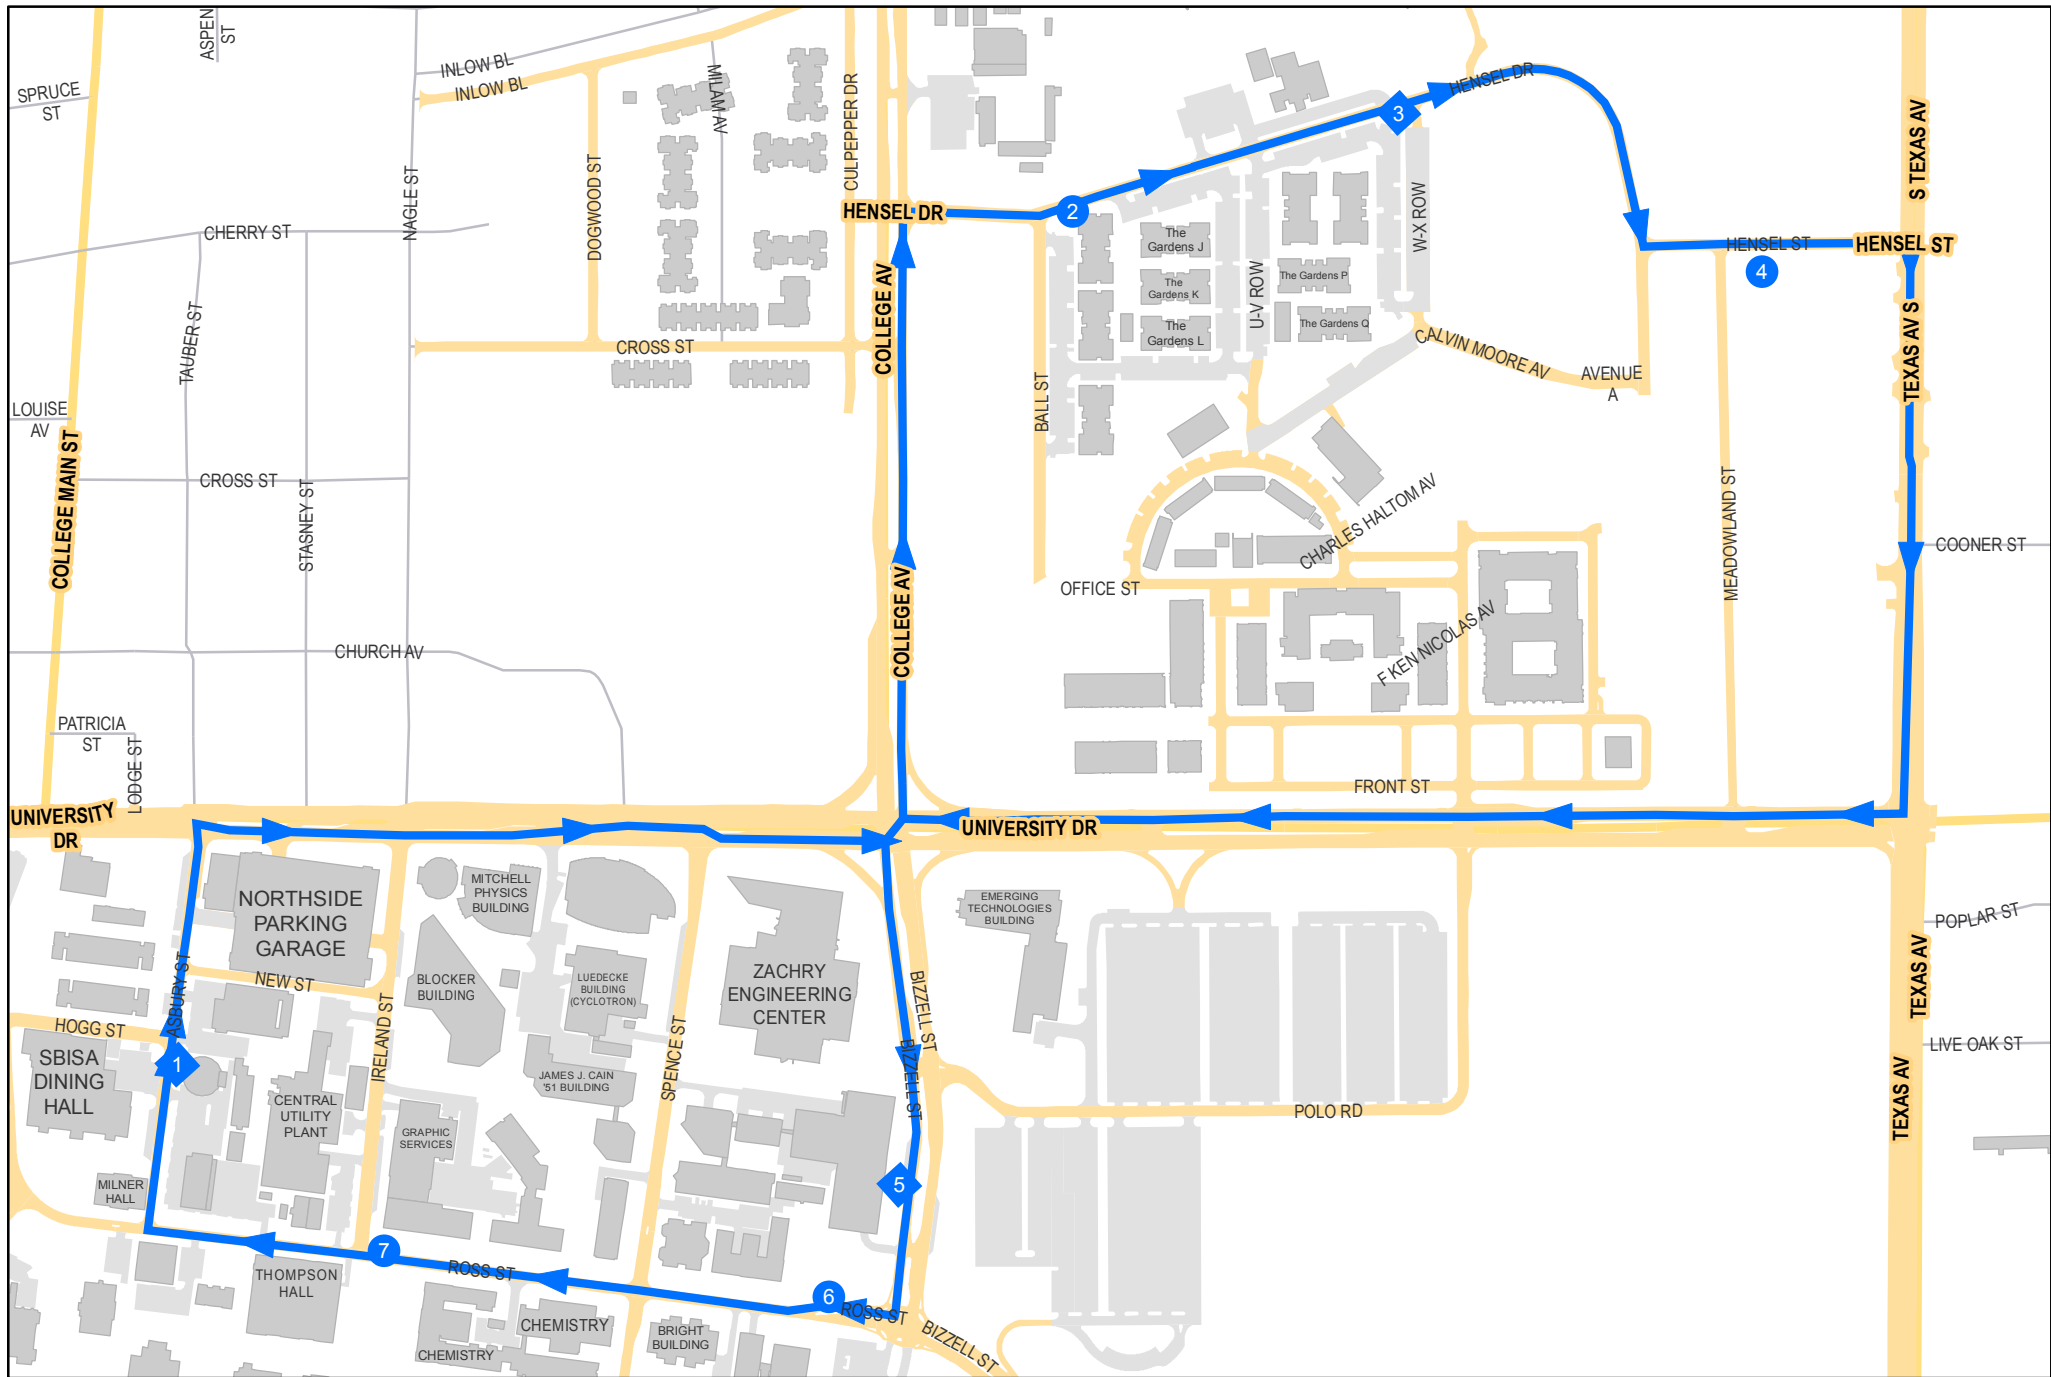 ASPEN
ST
INLOW BL
INLOW BL
SPRUCE
ST
MILAM AV
CULPEPPER DR
HENSEL DR
3
S TEXAS AV
DOGWOOD ST
NAGLE ST
CHERRY ST
HENSEL DR
2
W-X ROW
The
Gardens J
HENSEL ST
HENSEL ST
4
The
Gardens K
The Gardens P
U-V ROW
The
Gardens L
The Gardens Q
TAUBER ST
COLLEGE AV
CROSS ST
CALVIN MOORE AV
AVENUE
A
TEXAS AV S
LOUISE
AV
BALL ST
COLLEGE MAIN ST
CROSS ST
STASNEY ST
CHARLES HALTOM AV
MEADOWLAND ST
COONER ST
OFFICE ST
COLLEGE AV
F KEN NICOLAS AV
CHURCH AV
PATRICIA
ST
LODGE ST
FRONT ST
UNIVERSITY
DR
UNIVERSITY DR
NORTHSIDE
PARKING
GARAGE
MITCHELL
PHYSICS
BUILDING
EMERGING
TECHNOLOGIES
BUILDING
POPLAR ST
ASBURY ST
NEW ST
BLOCKER
BUILDING
LUEDECKE
BUILDING
(CYCLOTRON)
ZACHRY
ENGINEERING
CENTER
BIZZELL ST
TEXAS AV
HOGG ST
IRELAND ST
SPENCE ST
LIVE OAK ST
SBISA
DINING
HALL
1
JAMES J. CAIN
'51 BUILDING
BIZZELL ST
CENTRAL
UTILITY
PLANT
POLO RD
TEXAS AV
GRAPHIC
SERVICES
MILNER
HALL
5
7
ROSS ST
THOMPSON
HALL
6
ROSS ST
CHEMISTRY
BRIGHT
BUILDING
BIZZELL ST
CHEMISTRY